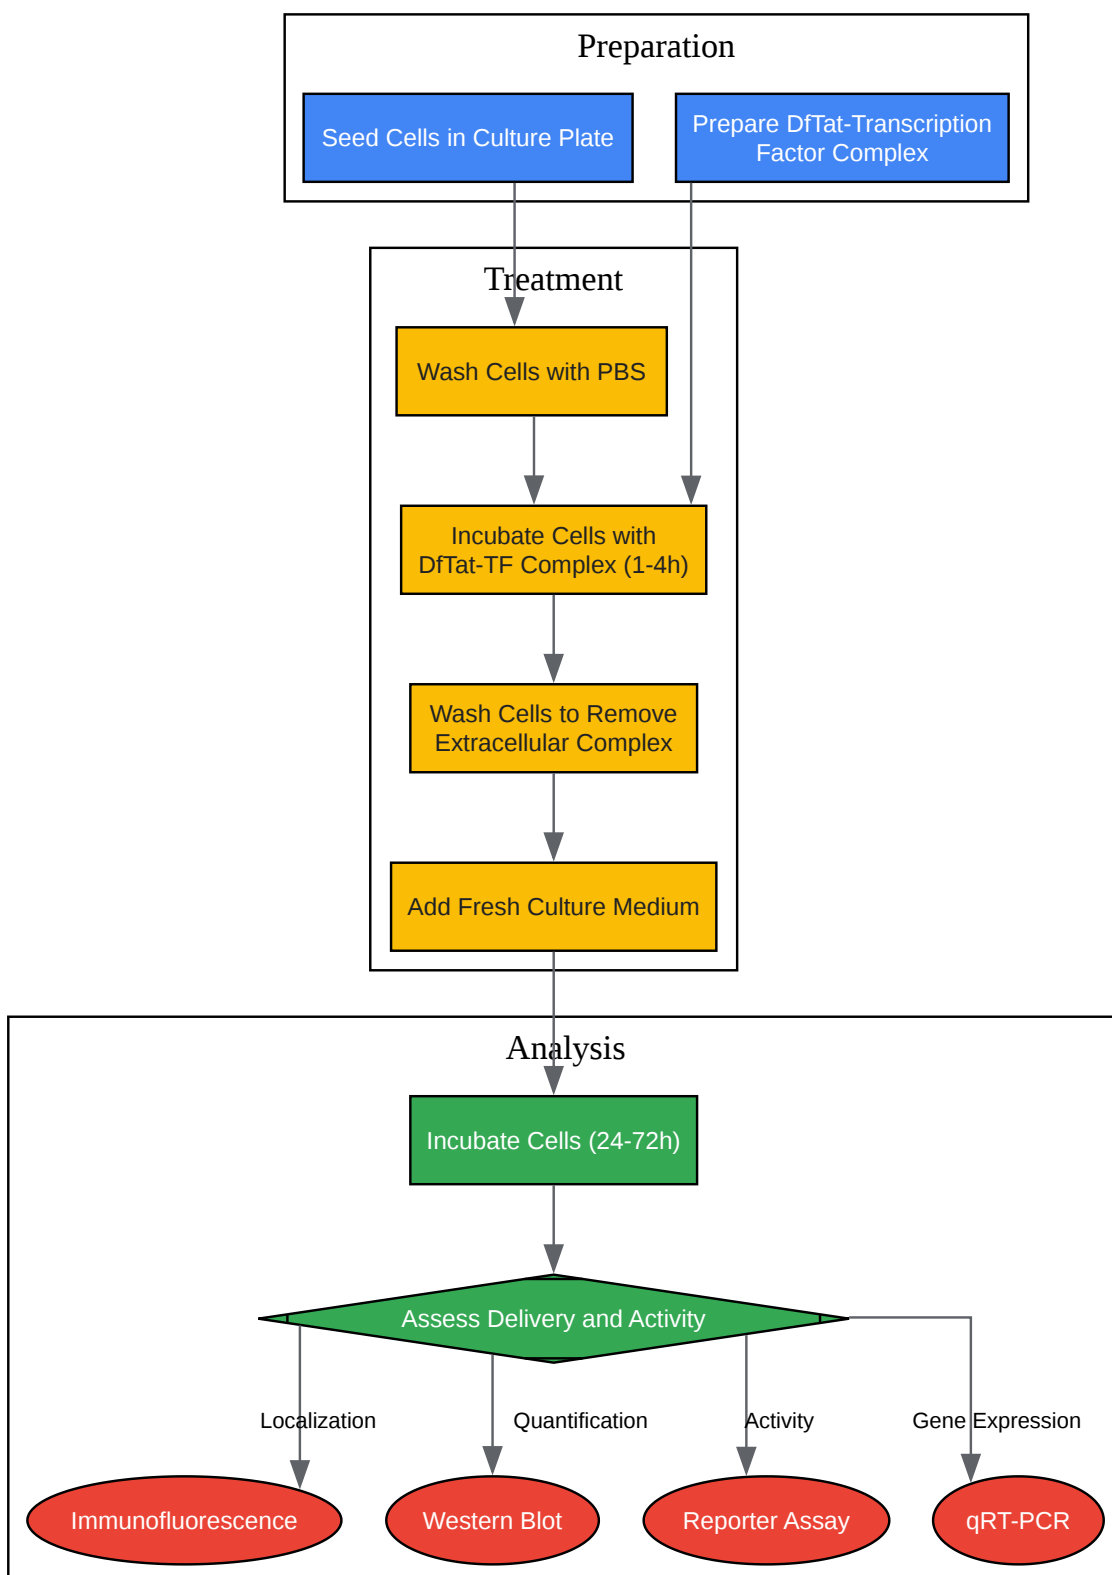 Preparation
Seed Cells in Culture Plate
Prepare DfTat-Transcription
Factor Complex
Treatment
Wash Cells with PBS
Incubate Cells with
DfTat-TF Complex (1-4h)
Wash Cells to Remove
Extracellular Complex
Add Fresh Culture Medium
Analysis
Incubate Cells (24-72h)
Assess Delivery and Activity
Localization
Quantification
Activity
Gene Expression
Immunofluorescence
Western Blot
Reporter Assay
qRT-PCR